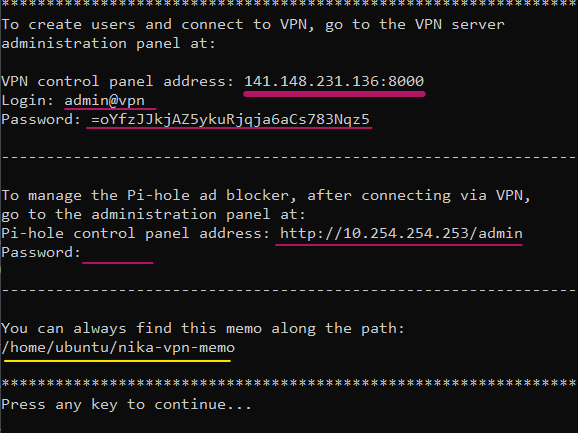 ****************************************************************
To create users and connect to VPN, go to the VPN server
administration panel at:
VPN control panel address: 141.148.231.136:8000
Login: admin@vpn
Password: =oYfzJJkjAZ5ykuRjqja6aCs783Nqz5
----------------------------------------------------------------
To manage the Pi-hole ad blocker, after connecting via VPN,
go to the administration panel at:
Pi-hole control panel address: http://10.254.254.253/admin
Password:
----------------------------------------------------------------
You can always find this memo along the path:
/home/ubuntu/nika-vpn-memo
****************************************************************
Press any key to continue...